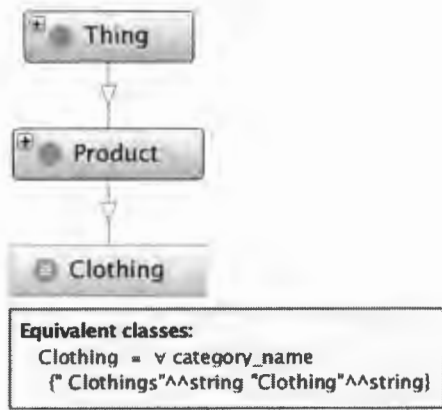 Thing
Product
Clothing
Equivalent classes:
Clothing = ∀ category_name
{" Clothings"^^string "Clothing"^^string}